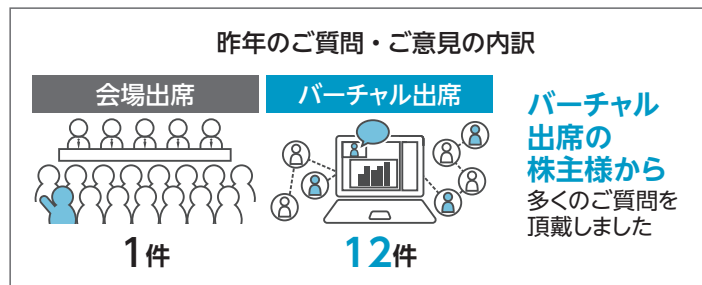 昨年のご質問・ご意見の内訳
会場出席
バーチャル出席
1件
12件
バーチャル
出席の
株主様から
多くのご質問を
頂戴しました